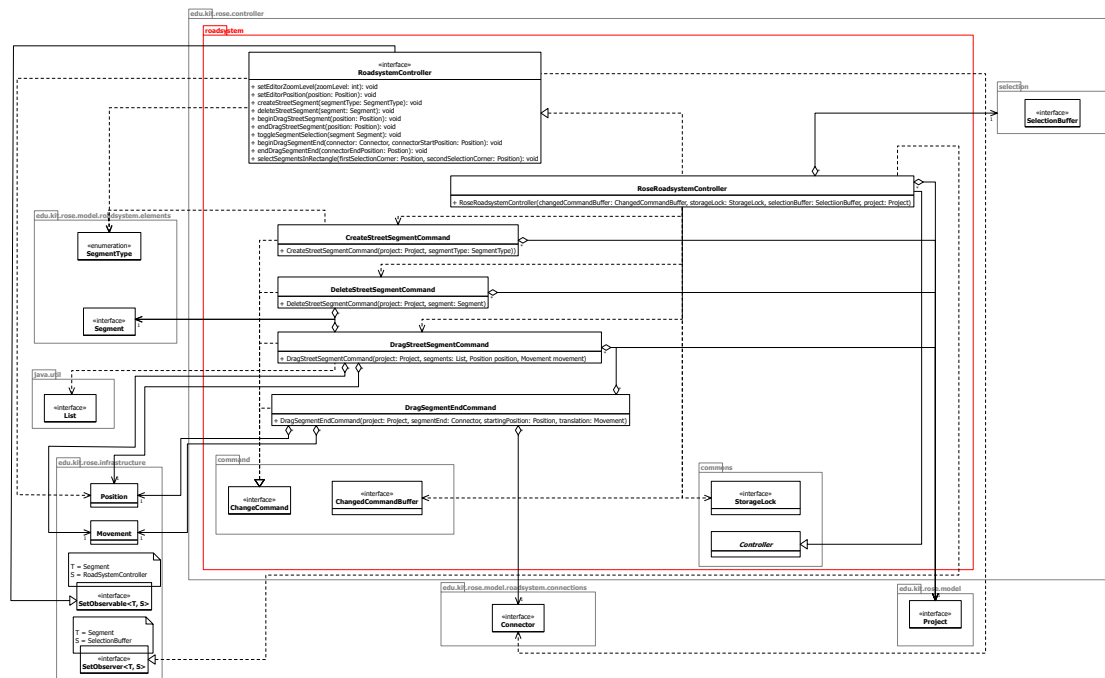 edu.kit.rose.controller
roadsystem
«interface»
RoadsystemController
+ setEditorZoomLevel(zoomLevel: int): void
+ setEditorPosition(position: Position): void
+ createStreetSegment(segmentType: SegmentType): void
+ deleteStreetSegment(segment: Segment): void
+ beginDragStreetSegment(position: Position): void
+ endDragStreetSegment(position: Position): void
+ toggleSegmentSelection(segment Segment): void
+ beginDragSegmentEnd(connector: Connector, connectorStartPosition: Position): void
+ endDragSegmentEnd(connectorEndPosition: Postion): void
+ selectSegmentsInRectangle(firstSelectionCorner: Position, secondSelectionCorner: Position): void
selection
«interface»
SelectionBuffer
RoseRoadsystemController
+ RoseRoadsystemController(changedCommandBuffer: ChangedCommandBuffer, storageLock: StorageLock, selectionBuffer: SelectiionBuffer, project: Project)
edu.kit.rose.model.roadsystem.elements
«enumeration»
SegmentType
«interface»
Segment
1
CreateStreetSegmentCommand
+ CreateStreetSegmentCommand(project: Project, segmentType: SegmentType))
DeleteStreetSegmentCommand
+ DeleteStreetSegmentCommand(project: Project, segment: Segment)
DragStreetSegmentCommand
+ DragStreetSegmentCommand(project: Project, segments: List, Position position, Movement movement)
java.util
«interface»
List
DragSegmentEndCommand
+ DragSegmentEndCommand(project: Project, segmentEnd: Connector, startingPosition: Position, translation: Movement)
edu.kit.rose.infrastructure
Position
1
Movement
1
1
T = Segment
S = RoadSystemController
«interface»
SetObservable<T, S>
T = Segment
S = SelectionBuffer
«interface»
SetObserver<T, S>
command
«interface»
ChangeCommand
«interface»
ChangedCommandBuffer
commons
«interface»
StorageLock
Controller
edu.kit.rose.model.roadsystem.connections
«interface»
Connector
edu.kit.rose.model
«interface»
Project